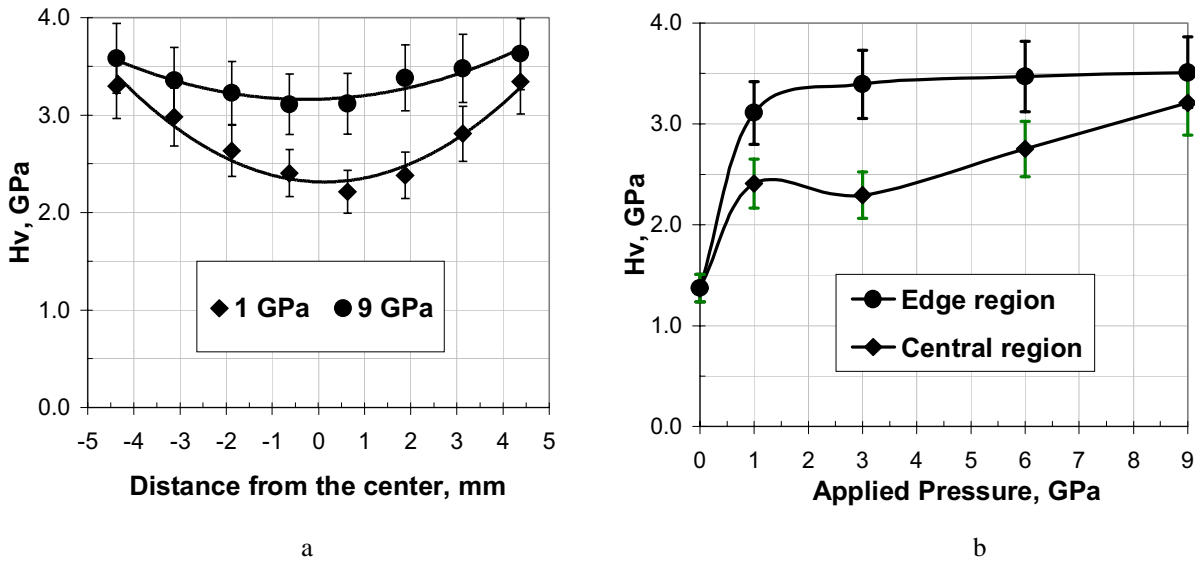 4.0
3.0
2.0
1.0
0.0
Hv, GPa
1 GPa 9 GPa
-5 -4 -3 -2 -1 0 1 2 3 4 5
Distance from the center, mm
a
4.0
3.0
2.0
1.0
0.0
Hv, GPa
Edge region
Central region
0 1 2 3 4 5 6 7 8 9
Applied Pressure, GPa
b